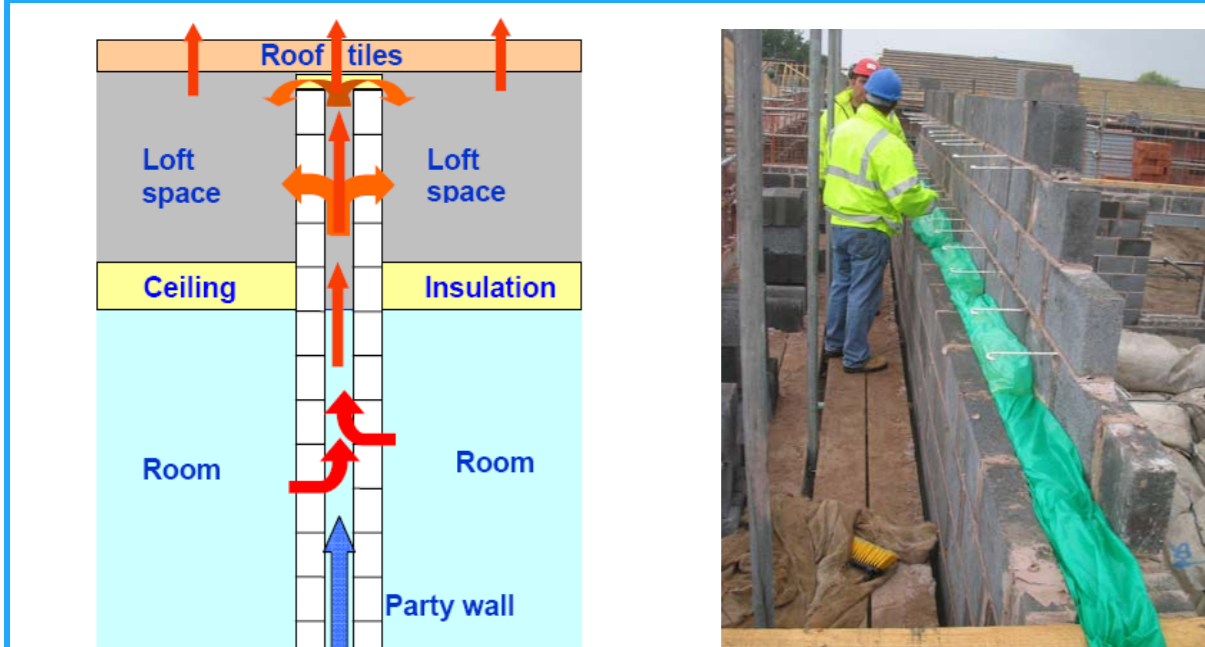 Roof tiles
Loft
space
Loft
space
Ceiling
Insulation
Room
Room
Party wall